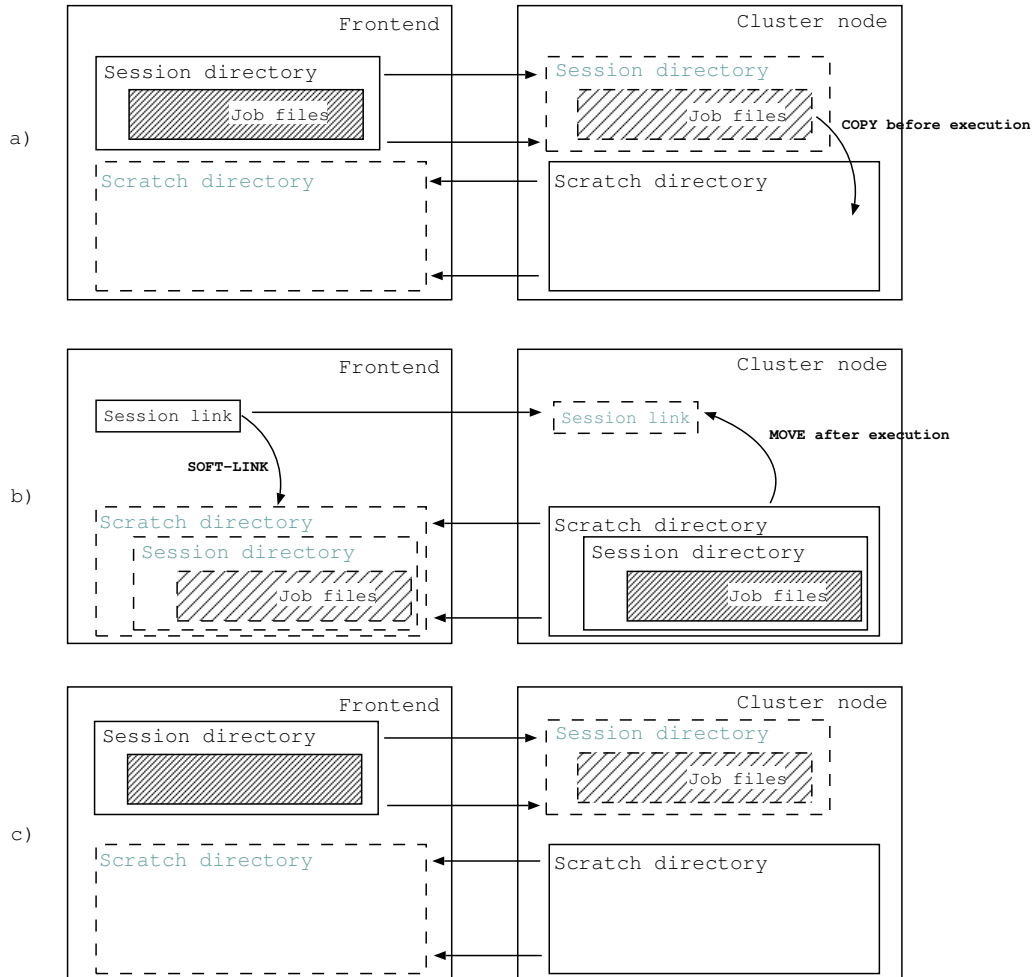 Frontend
Cluster node
Session directory
Session directory
Job files
Job files
a)
COPY before execution
Scratch directory
Scratch directory
Frontend
Cluster node
Session link
Session link
MOVE after execution
SOFT-LINK
b)
Scratch directory
Scratch directory
Session directory
Session directory
Job files
Job files
Frontend
Cluster node
Session directory
Session directory
Job files
c)
Scratch directory
Scratch directory